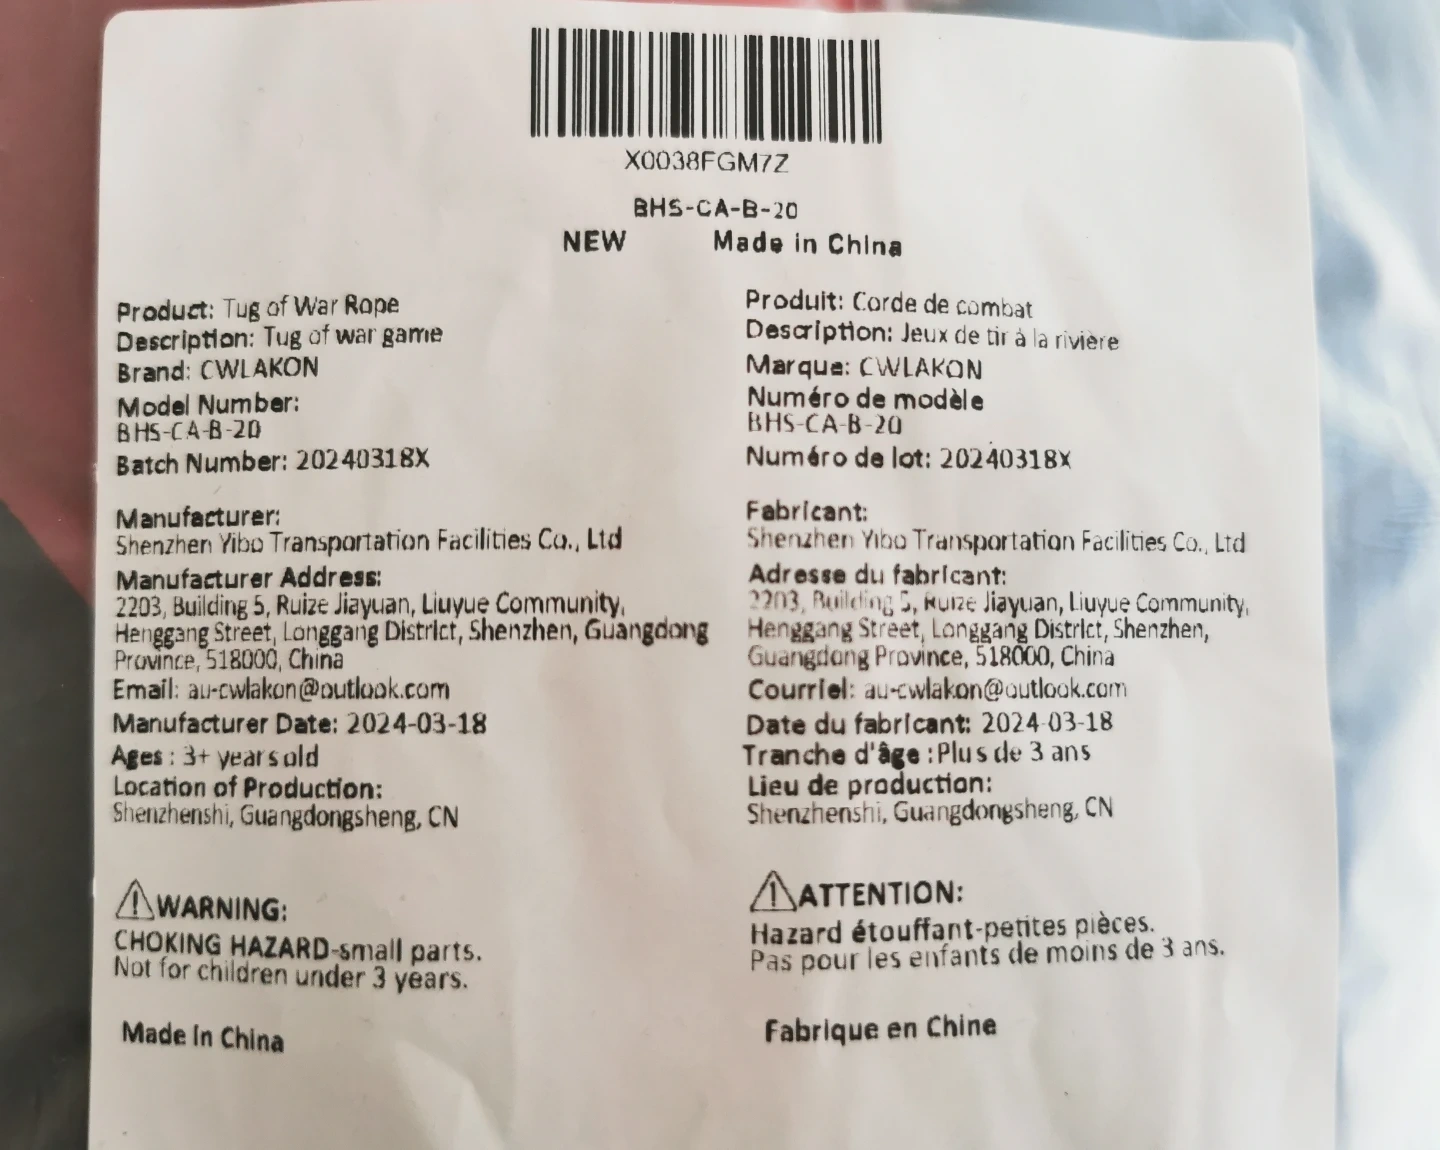 X0038FGM7Z
BHS-CA-B-20
NEW Made in China
Product: Tug of War Rope
Description: Tug of war game
Brand: CWLAKON
Model Number:
BHS-CA-B-20
Batch Number: 20240318X
Manufacturer:
Shenzhen Yibo Transportation Facilities Co., Ltd
Manufacturer Address:
2203, Building 5, Ruize Jiayuan, Liuyue Community,
Henggang Street, Longgang District, Shenzhen, Guangdong
Province, 518000, China
Email: au-cwlakon@outlook.com
Manufacturer Date: 2024-03-18
Ages : 3+ years old
Location of Production:
Shenzhenshi, Guangdongsheng, CN
WARNING:
CHOKING HAZARD-small parts.
Not for children under 3 years.
Made in China
Produit: Corde de combat
Description: Jeux de tir à la rivière
Marque: CWLAKON
Numéro de modèle
BHS-CA-B-20
Numéro de lot: 20240318X
Fabricant:
Shenzhen Yibo Transportation Facilities Co., Ltd
Adresse du fabricant:
2203, Building 5, Ruize Jiayuan, Liuyue Community,
Henggang Street, Longgang District, Shenzhen,
Guangdong Province, 518000, China
Courriel: au-cwlakon@outlook.com
Date du fabricant: 2024-03-18
Tranche d'âge :Plus de 3 ans
Lieu de production:
Shenzhenshi, Guangdongsheng, CN
ATTENTION:
Hazard étouffant-petites pièces.
Pas pour les enfants de moins de 3 ans.
Fabrique en Chine